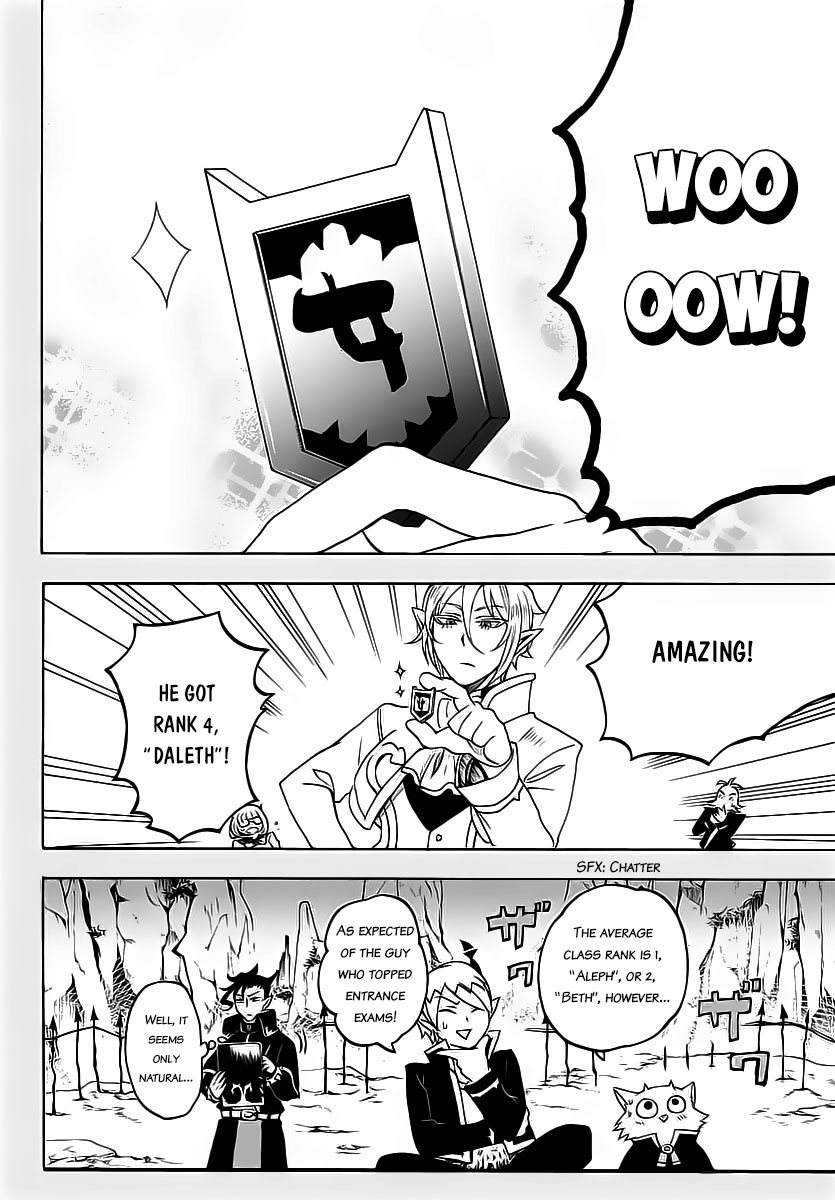 WOO
OOW!
AMAZING!
HE GOT
RANK 4,
“DALETH”!
SFX: CHATTER
THE AVERAGE
CLASS RANK IS 1,
“ALEPH”, OR 2,
“BETH”, HOWEVER...
ザワ
ザワ
AS EXPECTED
OF THE GUY
WHO TOPPED
ENTRANCE
EXAMS!
WELL, IT
SEEMS
ONLY
NATURAL...